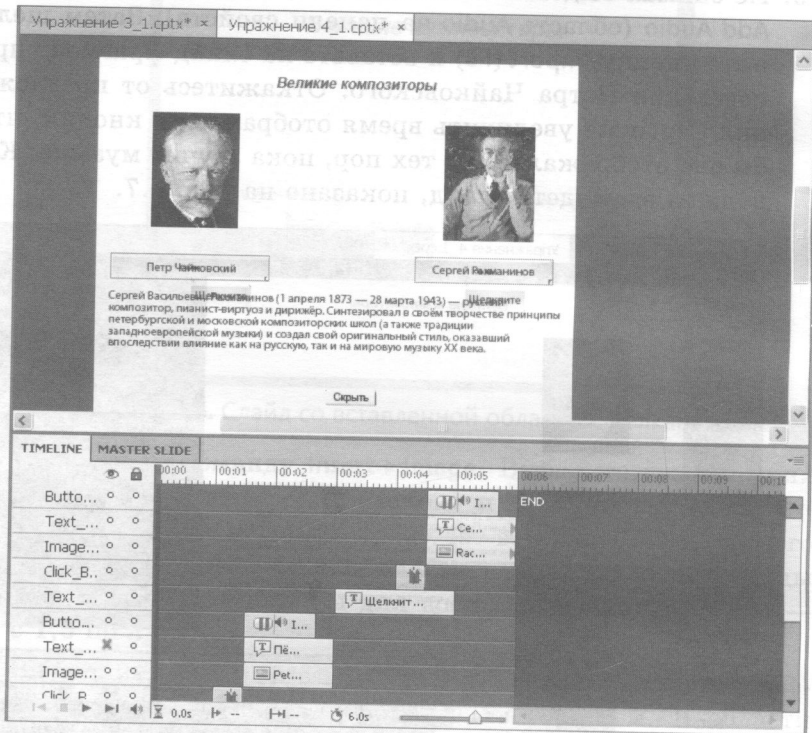 Упражнение 3_1.cptx* × Упражнение 4_1.cptx* ×
Великие композиторы
Петр Чайковский Сергей Рахманинов
Щелкните Щелкните
Сергей Васильевич Рахманинов (1 апреля 1873 — 28 марта 1943) — русский
композитор, пианист-виртуоз и дирижёр. Синтезировал в своём творчестве принципы
петербургской и московской композиторских школ (а также традиции
западноевропейской музыки) и создал свой оригинальный стиль, оказавший
впоследствии влияние как на русскую, так и на мировую музыку XX века.
Скрыть
TIMELINE MASTER SLIDE
00:00 00:01 00:02 00:03 00:04 00:05 00:06 00:07 00:08 00:09 00:10
Butto... I... END
Text_... Се...
Image... Rac...
Click_B..
Text_... Щелкнит...
Butto... I...
Text_... Пё...
Image... Pet...
Click_B
0.0s -- -- 6.0s